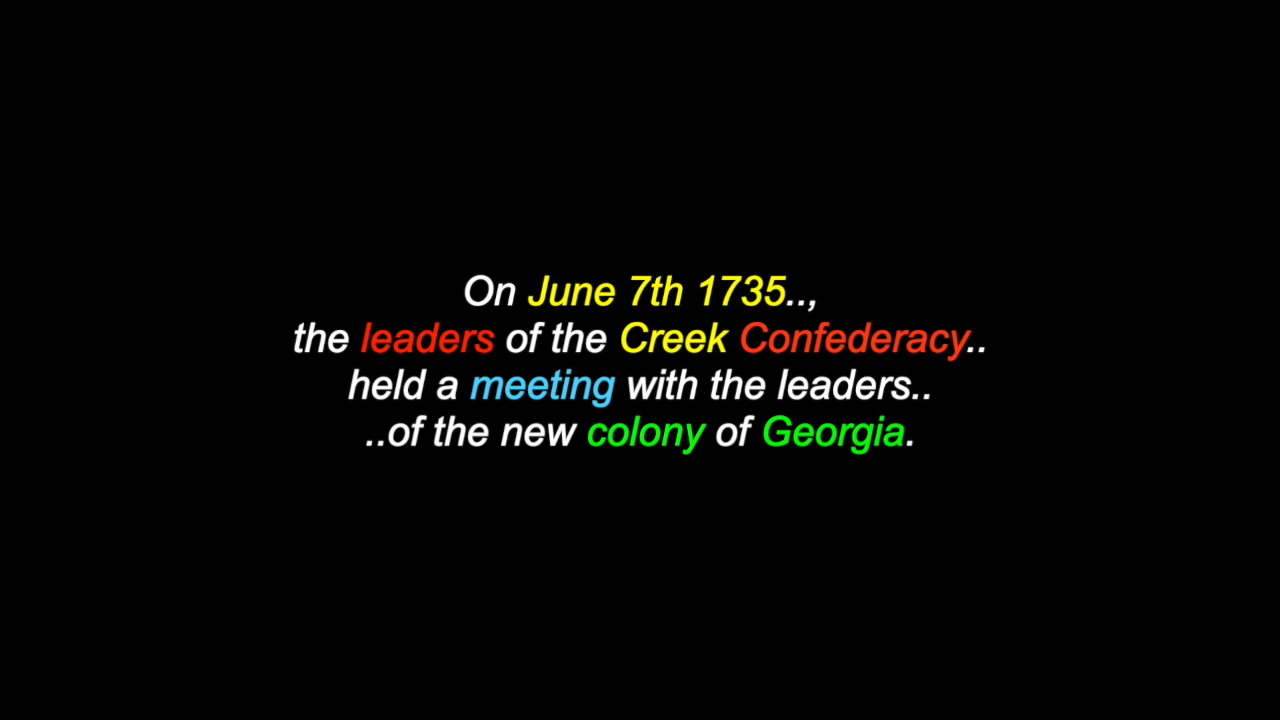 On June 7th 1735..,
the leaders of the Creek Confederacy..
held a meeting with the leaders..
..of the new colony of Georgia.